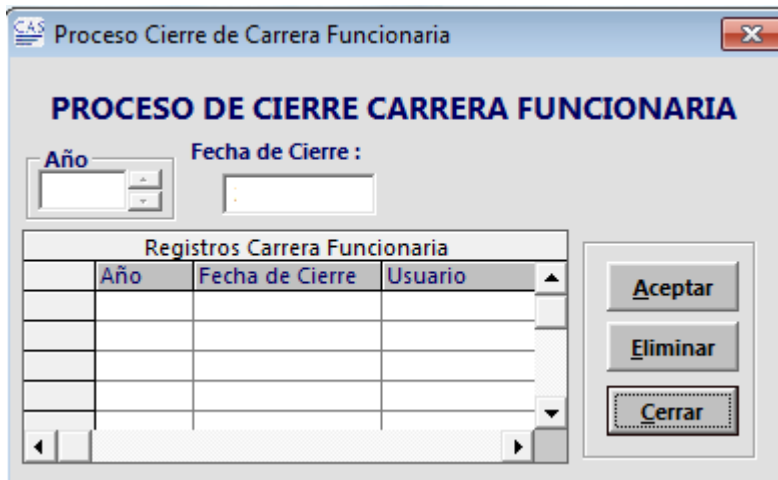 CAS Proceso Cierre de Carrera Funcionaria
PROCESO DE CIERRE CARRERA FUNCIONARIA
Año
Fecha de Cierre :
Registros Carrera Funcionaria
Año Fecha de Cierre Usuario
Aceptar
Eliminar
Cerrar